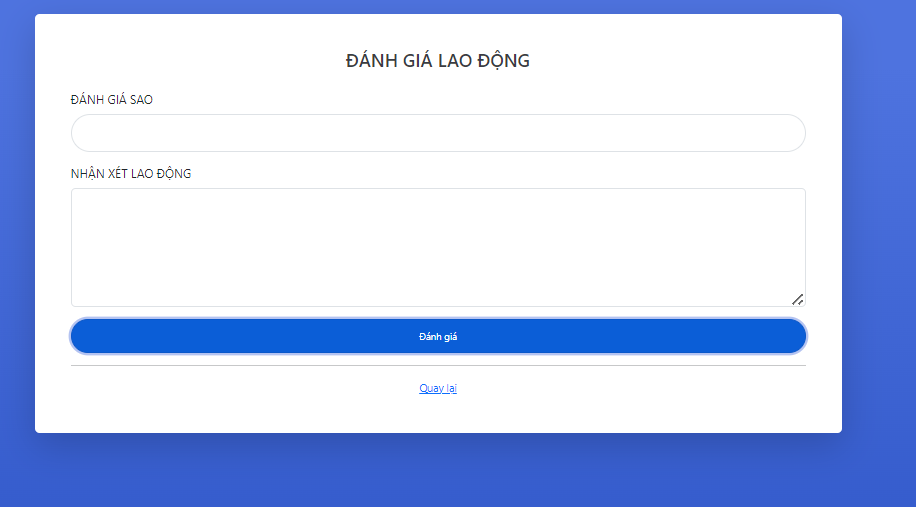 ĐÁNH GIÁ LAO ĐỘNG
ĐÁNH GIÁ SAO
NHẬN XÉT LAO ĐỘNG
Đánh giá
Quay lại